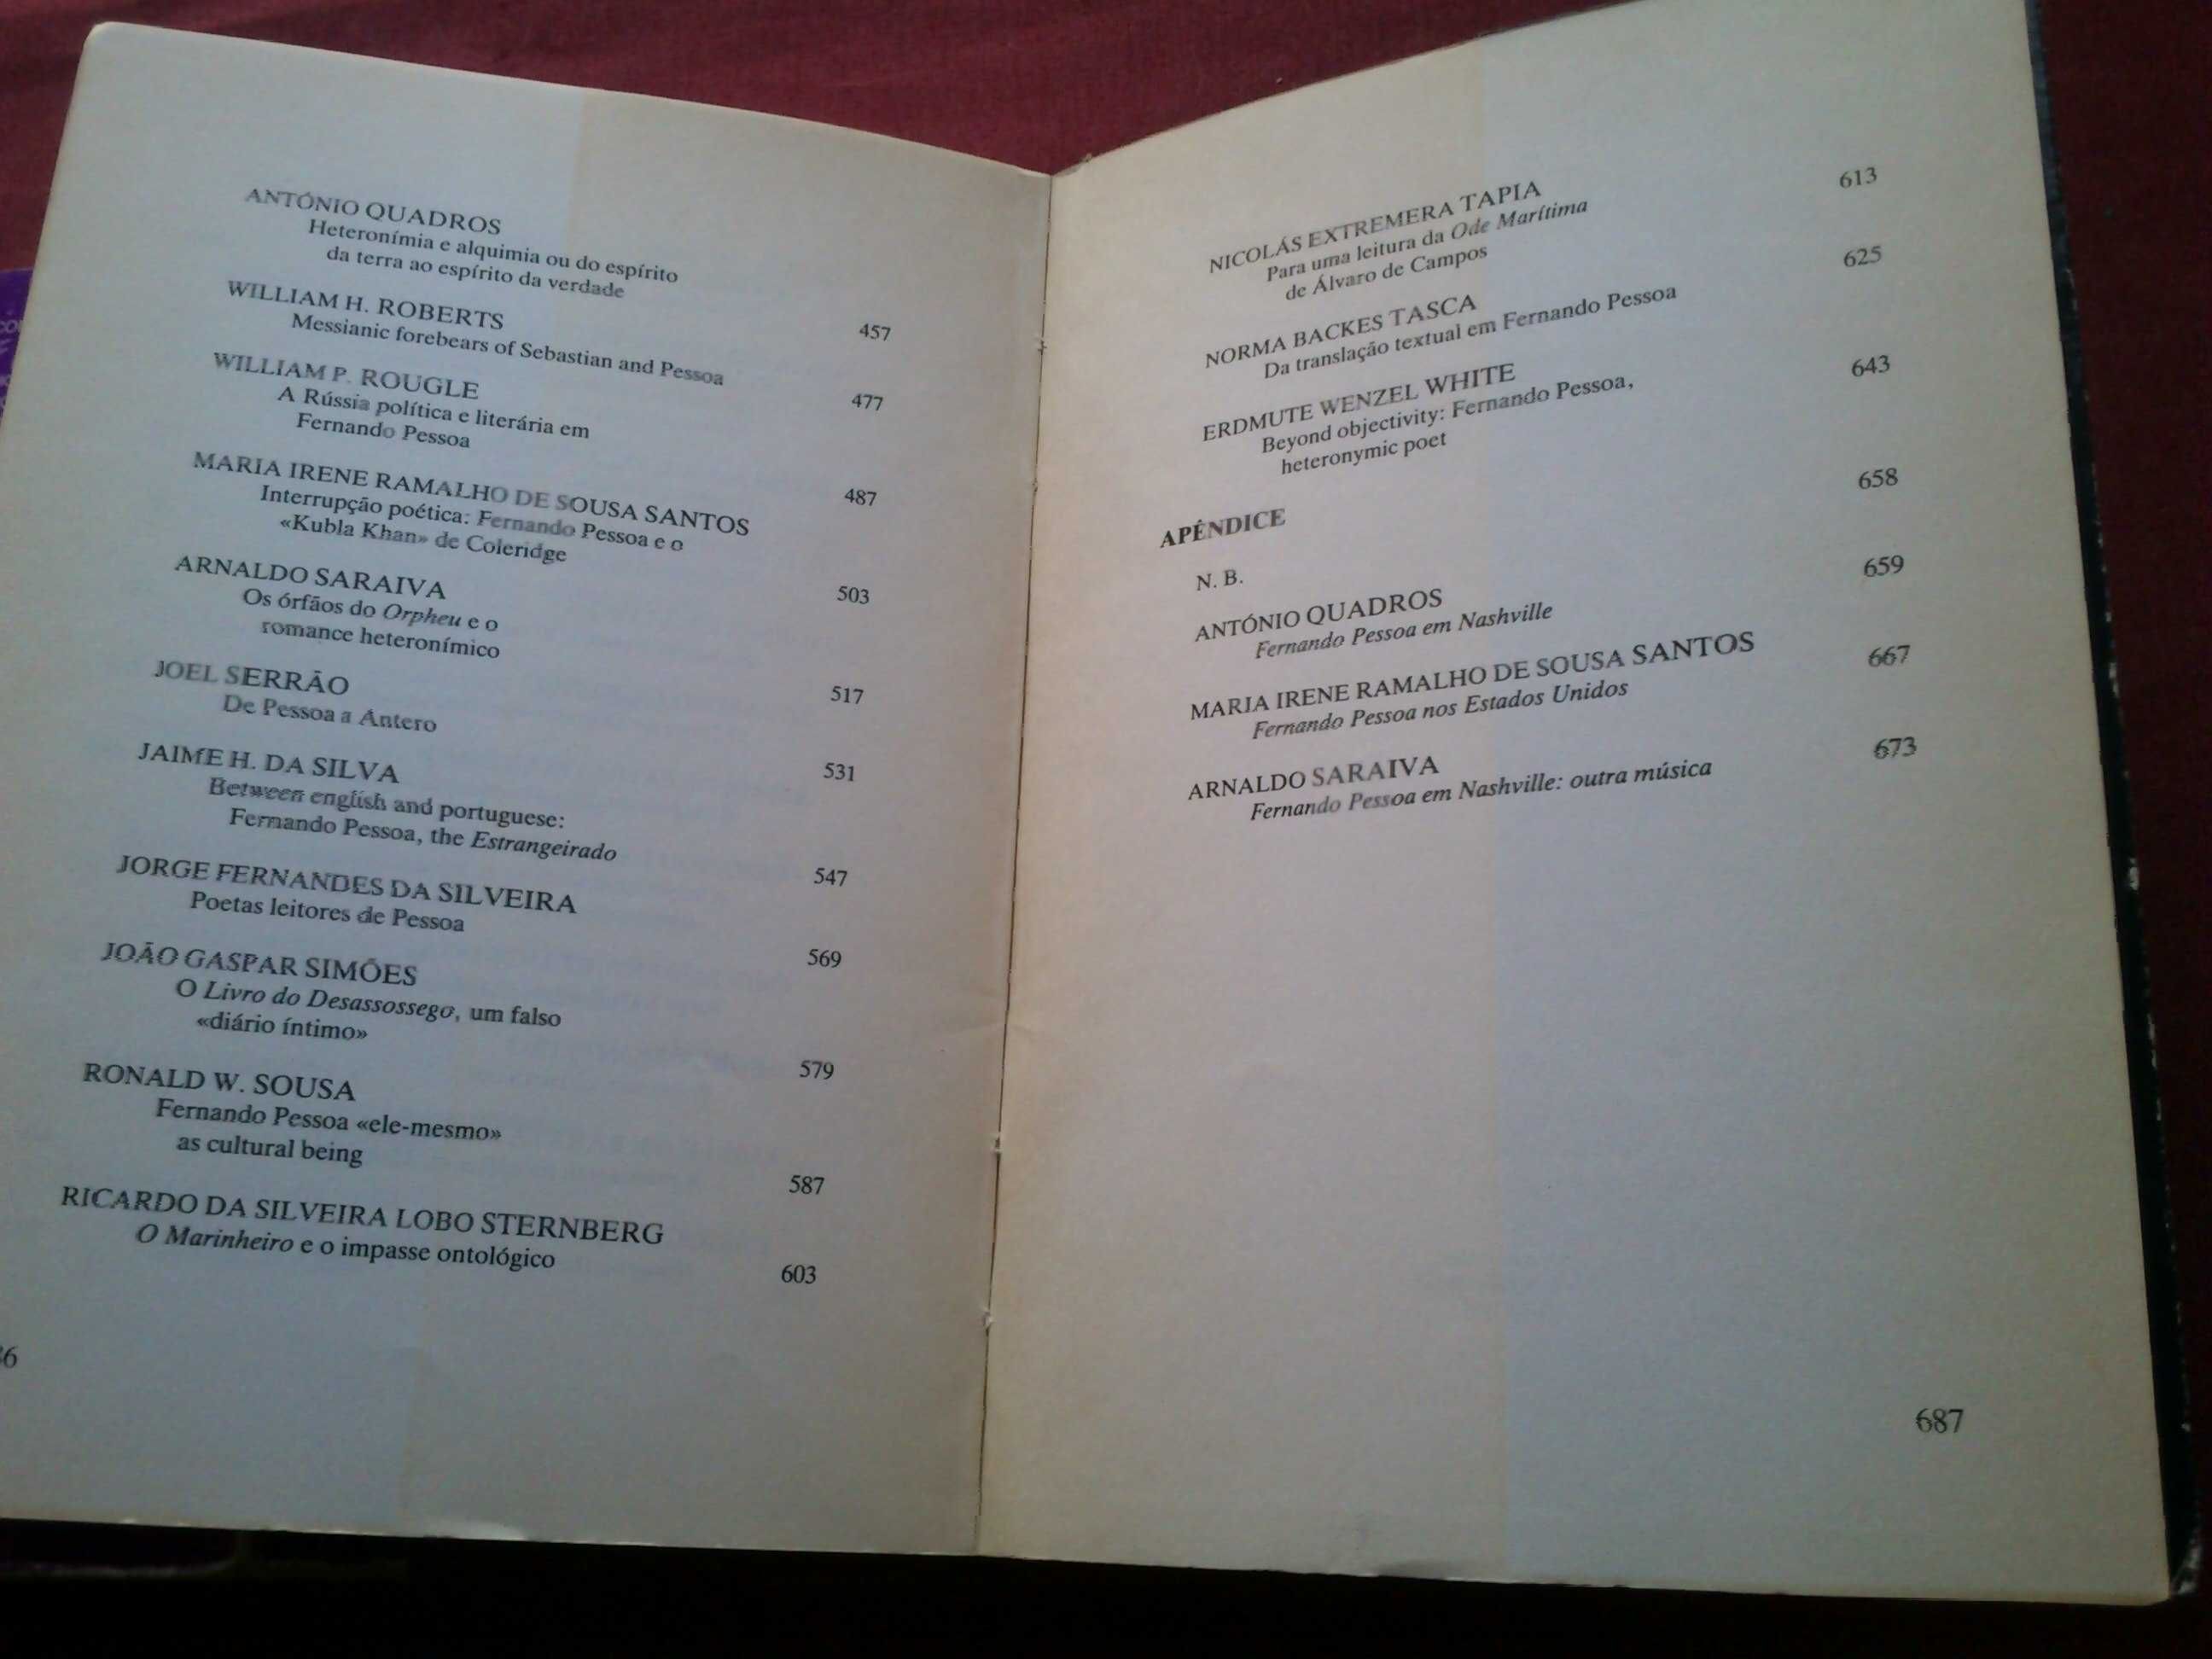 ANTÓNIO QUADROS
Heteronímia e alquimia ou do espírito
da terra ao espírito da verdade 457
WILLIAM H. ROBERTS
Messianic forebears of Sebastian and Pessoa 477
WILLIAM P. ROUGLE
A Rússia política e literária em
Fernando Pessoa 487
MARIA IRENE RAMALHO DE SOUSA SANTOS
Interrupção poética: Fernando Pessoa e o
«Kubla Khan» de Coleridge 503
ARNALDO SARAIVA
Os órfãos do Orpheu e o
romance heteronímico 517
JOEL SERRÃO
De Pessoa a Antero 531
JAIME H. DA SILVA
Between english and portuguese:
Fernando Pessoa, the Estrangeirado 547
JORGE FERNANDES DA SILVEIRA
Poetas leitores de Pessoa 569
JOÃO GASPAR SIMÕES
O Livro do Desassossego, um falso
«diário íntimo» 579
RONALD W. SOUSA
Fernando Pessoa «ele-mesmo»
as cultural being 587
RICARDO DA SILVEIRA LOBO STERNBERG
O Marinheiro e o impasse ontológico 603
NICOLÁS EXTREMERA TAPIA
Para uma leitura da Ode Marítima
de Álvaro de Campos 613
NORMA BACKES TASCA
Da translação textual em Fernando Pessoa 625
ERDMUTE WENZEL WHITE
Beyond objectivity: Fernando Pessoa,
heteronymic poet 643
APÊNDICE
N. B. 658
ANTÓNIO QUADROS
Fernando Pessoa em Nashville 659
MARIA IRENE RAMALHO DE SOUSA SANTOS
Fernando Pessoa nos Estados Unidos 667
ARNALDO SARAIVA
Fernando Pessoa em Nashville: outra música 673
687